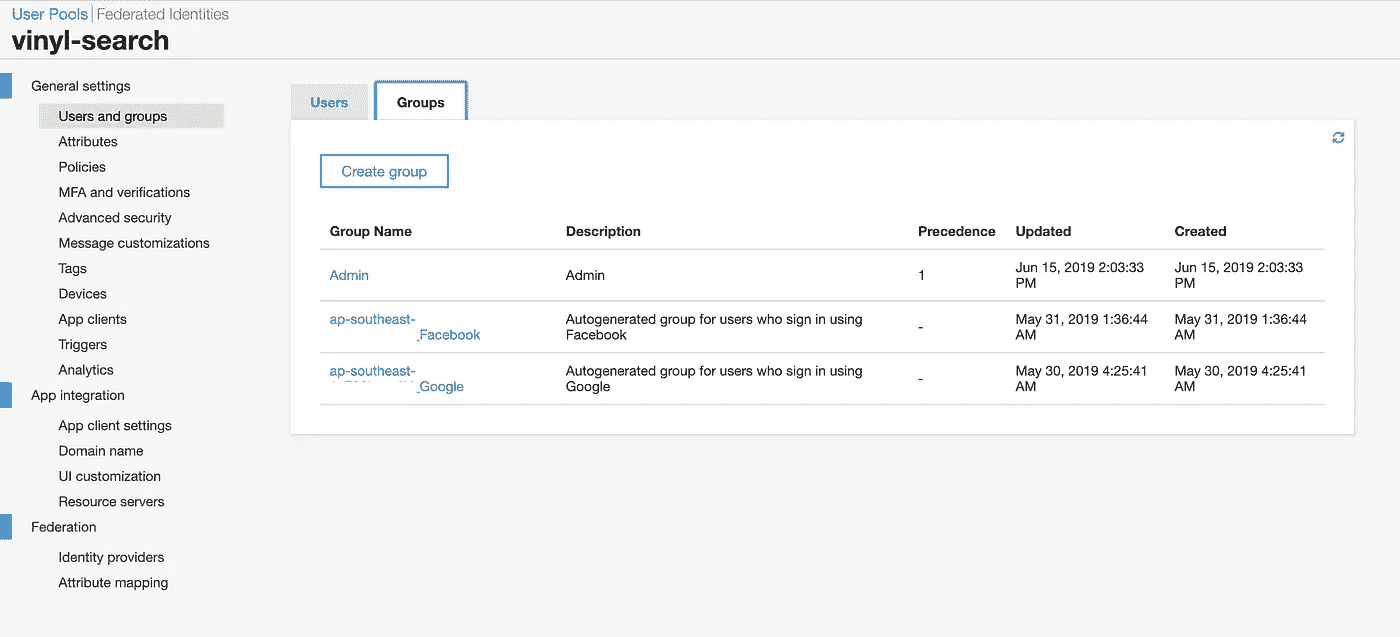 User Pools | Federated Identities
vinyl-search
General settings
Users and groups
Attributes
Policies
MFA and verifications
Advanced security
Message customizations
Tags
Devices
App clients
Triggers
Analytics
App integration
App client settings
Domain name
UI customization
Resource servers
Federation
Identity providers
Attribute mapping
Users Groups
Create group
Group Name Description Precedence Updated Created
Admin Admin 1 Jun 15, 2019 2:03:33 Jun 15, 2019 2:03:33
PM PM
ap-southeast- Autogenerated group for users who sign in using - May 31, 2019 1:36:44 May 31, 2019 1:36:44
_Facebook Facebook AM AM
ap-southeast- Autogenerated group for users who sign in using - May 30, 2019 4:25:41 May 30, 2019 4:25:41
_Google Google AM AM